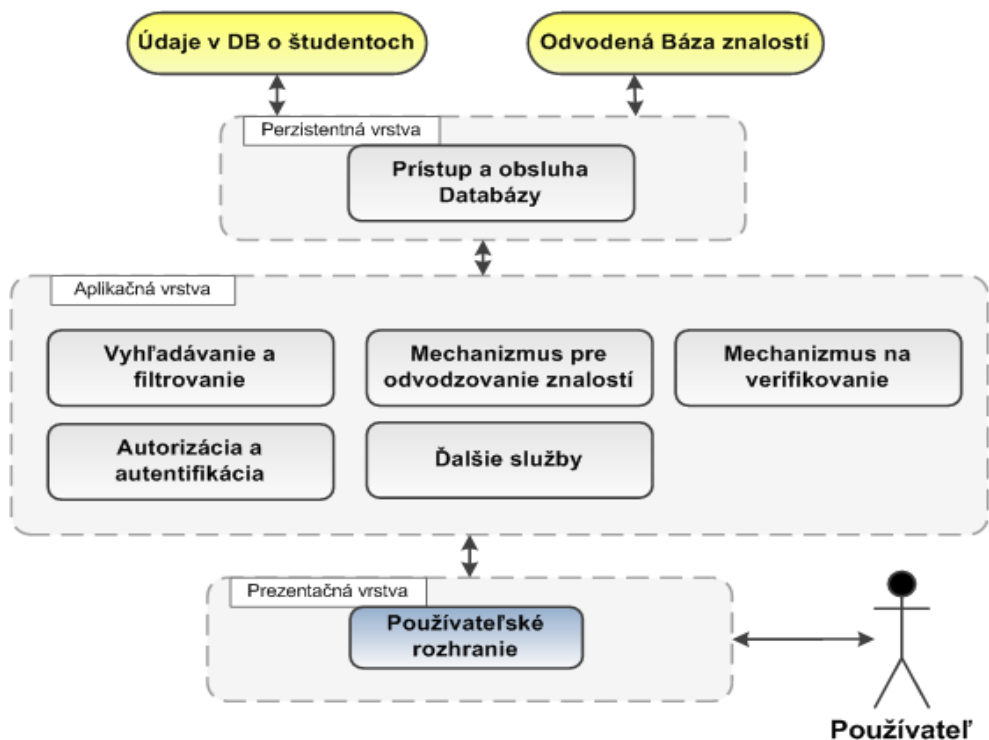 Údaje v DB o študentoch
Odvodená Báza znalostí
Perzistentná vrstva
Prístup a obsluha
Databázy
Aplikačná vrstva
Vyhľadávanie a
filtrovanie
Mechanizmus pre
odvodzovanie znalostí
Mechanizmus na
verifikovanie
Autorizácia a
autentifikácia
Ďalšie služby
Prezentačná vrstva
Používateľské
rozhranie
Používateľ